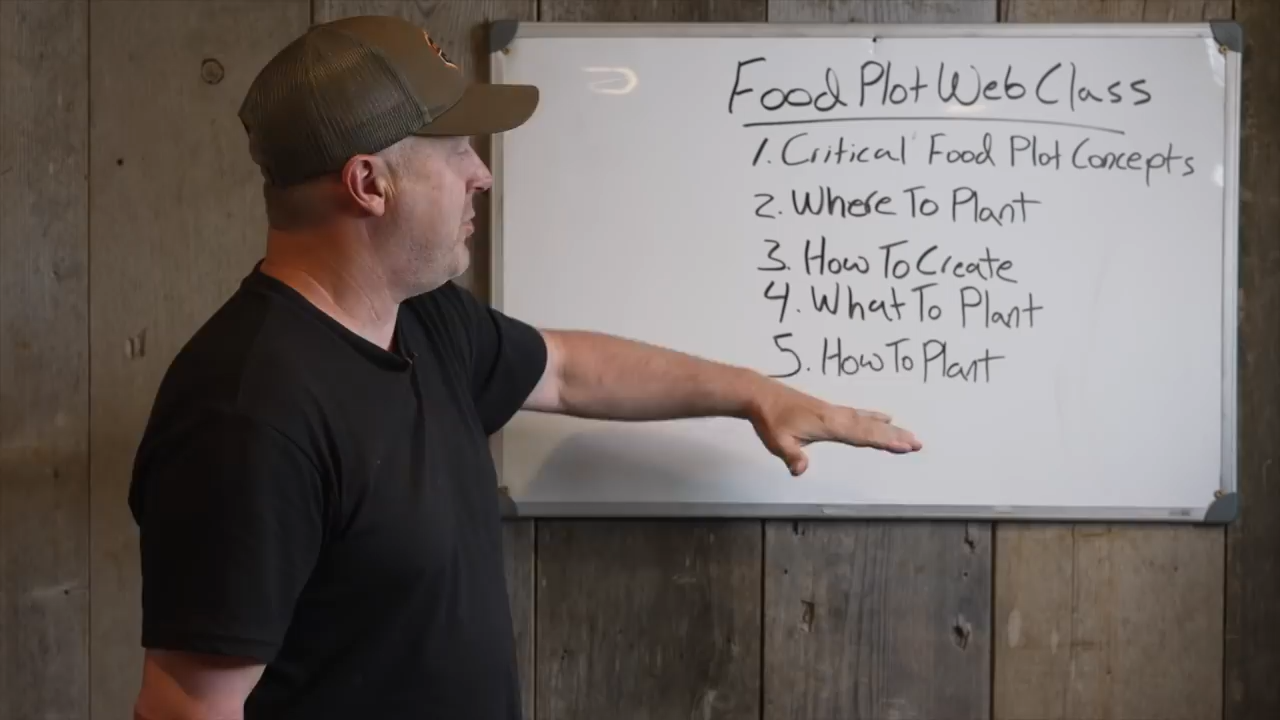 Food Plot Web Class
1. Critical Food Plot Concepts
2. Where To Plant
3. How To Create
4. What To Plant
5. How To Plant